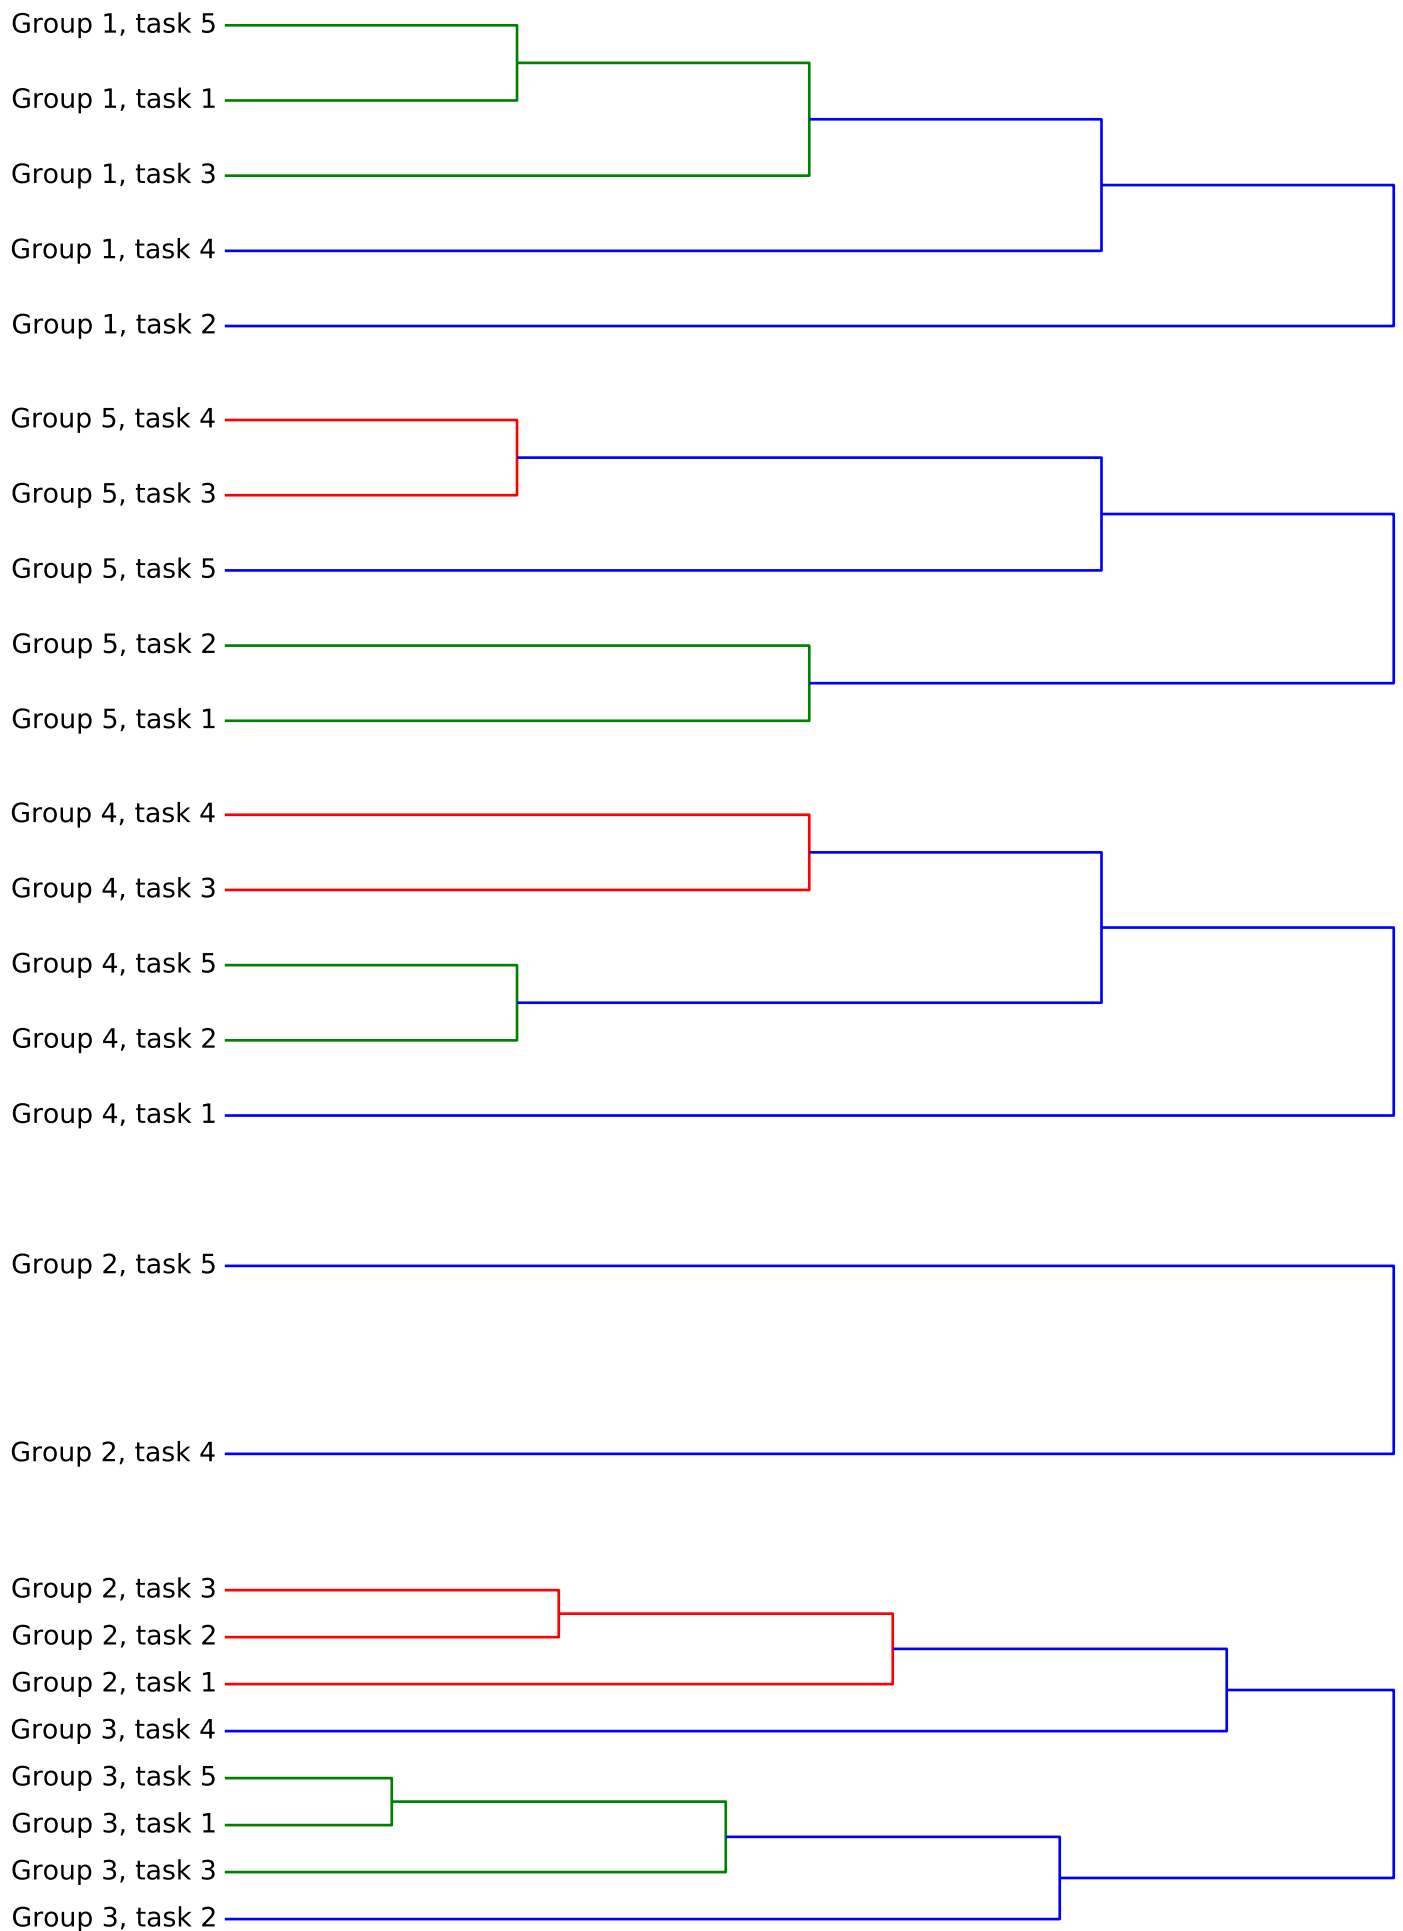 Group 1, task 5
Group 1, task 1
Group 1, task 3
Group 1, task 4
Group 1, task 2
Group 5, task 4
Group 5, task 3
Group 5, task 5
Group 5, task 2
Group 5, task 1
Group 4, task 4
Group 4, task 3
Group 4, task 5
Group 4, task 2
Group 4, task 1
Group 2, task 5
Group 2, task 4
Group 2, task 3
Group 2, task 2
Group 2, task 1
Group 3, task 4
Group 3, task 5
Group 3, task 1
Group 3, task 3
Group 3, task 2